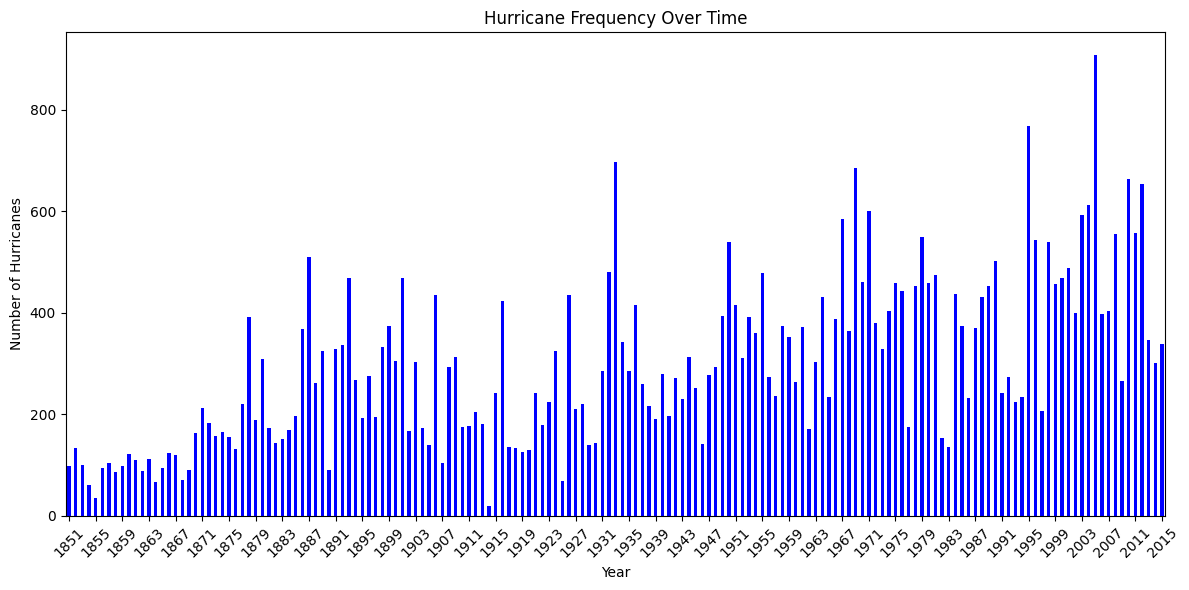 Hurricane Frequency Over Time
Number of Hurricanes
800
600
400
200
0
1851 1855 1859 1863 1867 1871 1875 1879 1883 1887 1891 1895 1899 1903 1907 1911 1915 1919 1923 1927 1931 1935 1939 1943 1947 1951 1955 1959 1963 1967 1971 1975 1979 1983 1987 1991 1995 1999 2003 2007 2011 2015
Year